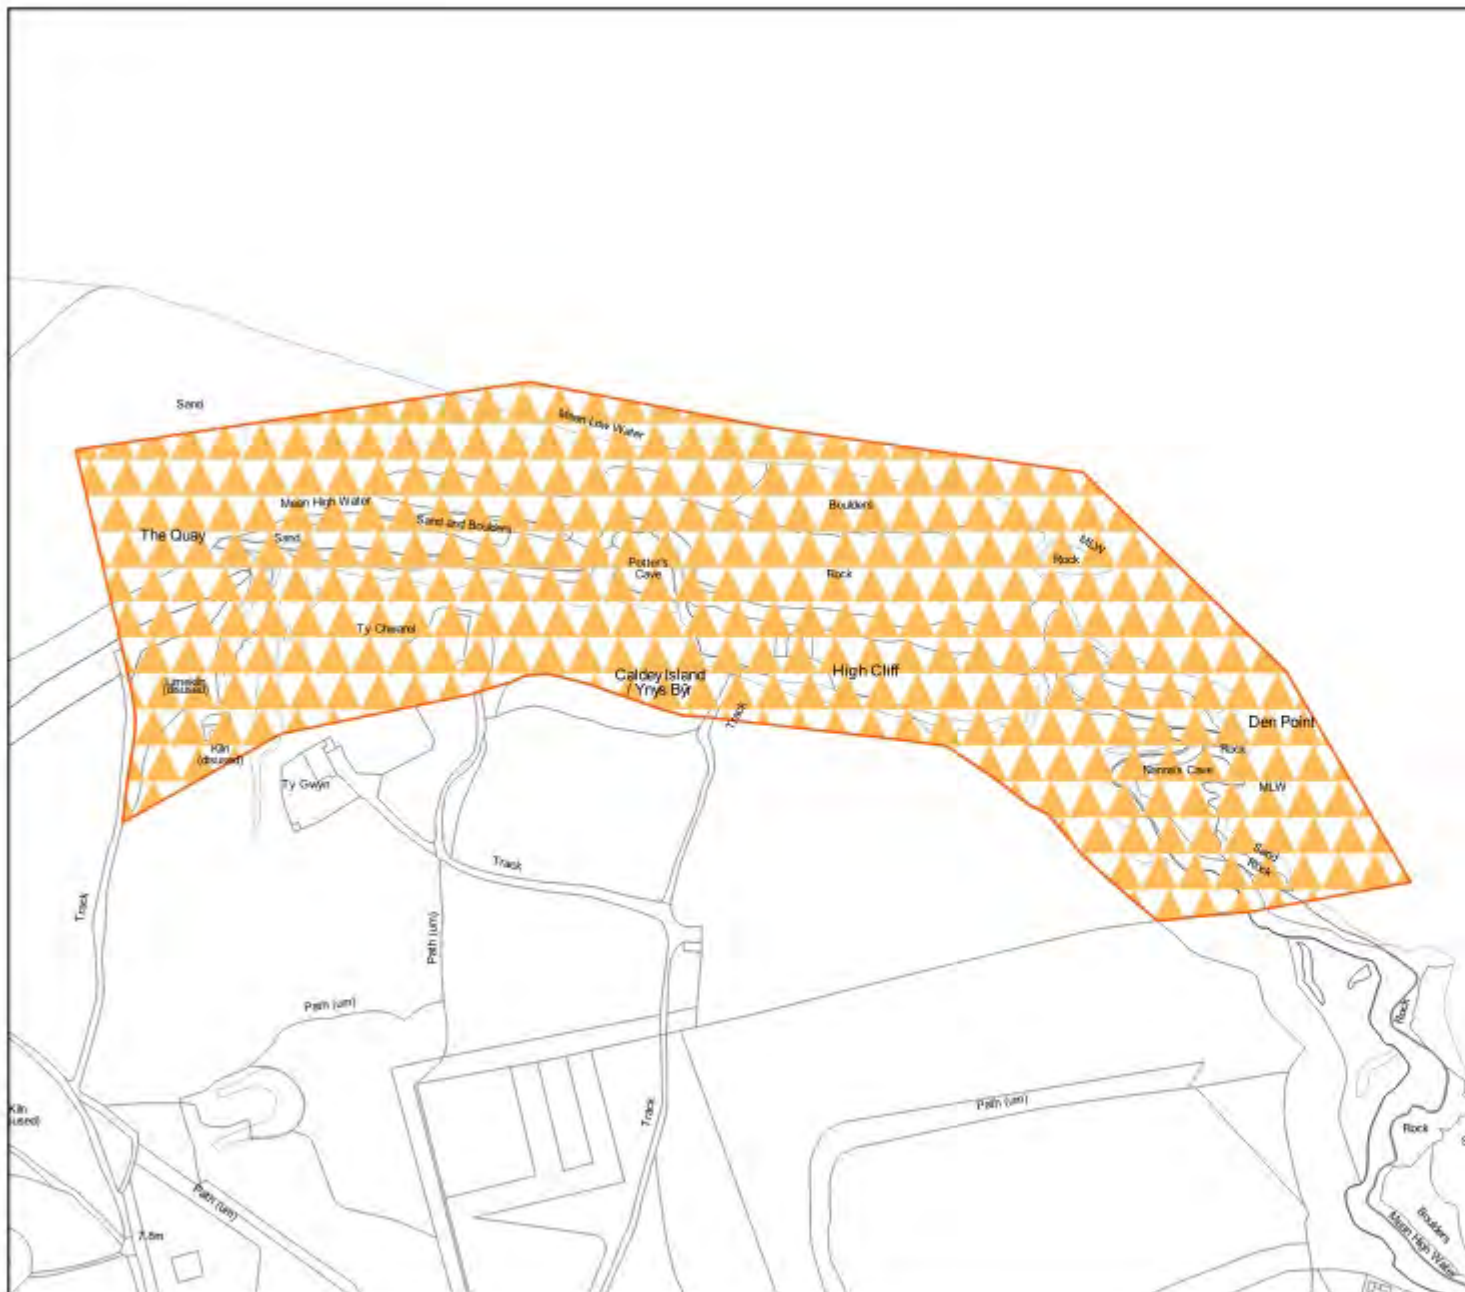 Sand
Mean Low Water
Mean High Water
Boulders
Sand and Boulders
The Quay
Sand
MLW
Rock
Potter's
Cave
Rock
Ty Chwarel
High Cliff
Caldey Island
/ Ynys Bŷr
Limekiln
(disused)
Track
Den Point
Kiln
(disused)
Rock
Nanna's Cave
Ty Gwyn
MLW
Sand
Rock
Track
Track
Path (um)
Path (um)
Rock
Kiln
Path (um)
Track
Rock
Path (um)
7.8m
Boulders
Mean High Water